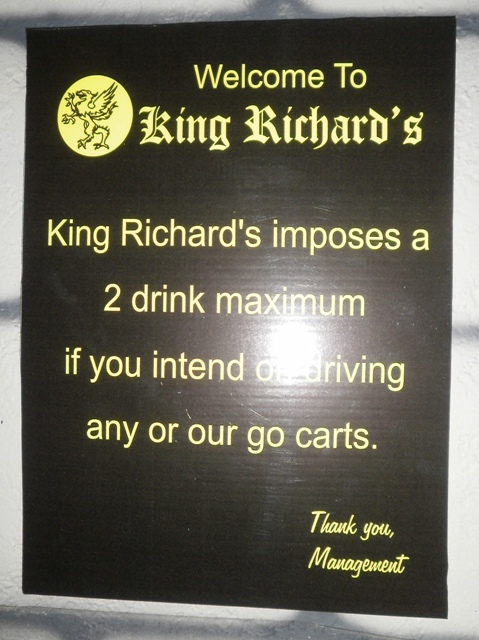 Welcome To
King Richard's
King Richard's imposes a
2 drink maximum
if you intend on driving
any or our go carts.
Thank you,
Management